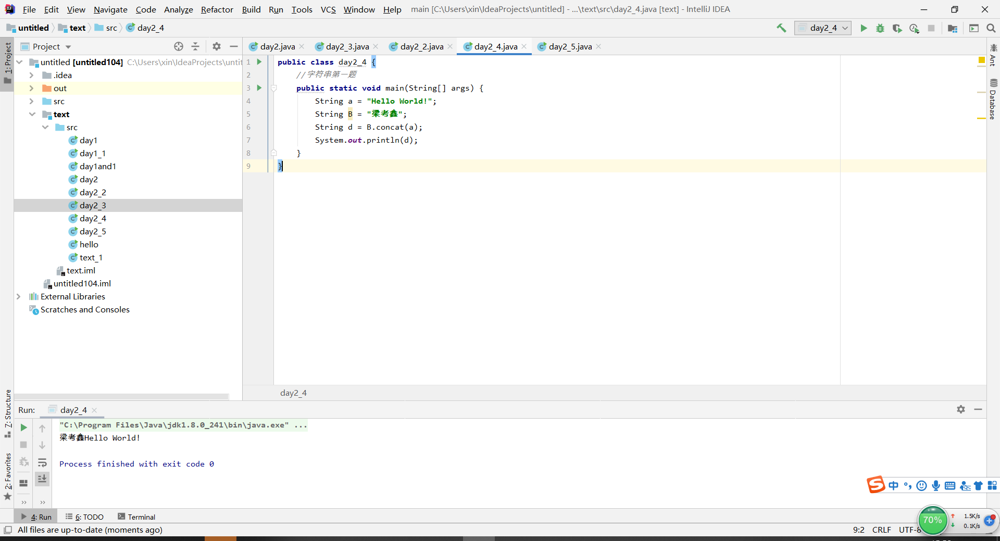 File Edit View Navigate Code Analyze Refactor Build Run Tools VCS Window Help main [C:\Users\xin\IdeaProjects\untitled] - ...\text\src\day2_4.java [text] - IntelliJ IDEA
untitled text src day2_4 day2_4
1: Project
Project
day2.java day2_3.java day2_2.java day2_4.java day2_5.java
Ant
Database
untitled [untitled104] C:\Users\xin\IdeaProjects\untit
.idea
out
src
text
src
day1
day1_1
day1and1
day2
day2_2
day2_3
day2_4
day2_5
hello
text_1
text.iml
untitled104.iml
External Libraries
Scratches and Consoles
1 public class day2_4 {
2 //字符串第一题
3 public static void main(String[] args) {
4 String a = "Hello World!";
5 String B = "梁考鑫";
6 String d = B.concat(a);
7 System.out.println(d);
8 }
9 }
day2_4
7: Structure
2: Favorites
Run: day2_4
"C:\Program Files\Java\jdk1.8.0_241\bin\java.exe" ...
梁考鑫Hello World!
Process finished with exit code 0
中
4: Run 6: TODO Terminal
70% 1.5K/s
0.1K/s
All files are up-to-date (moments ago) 9:2 CRLF UTF-8